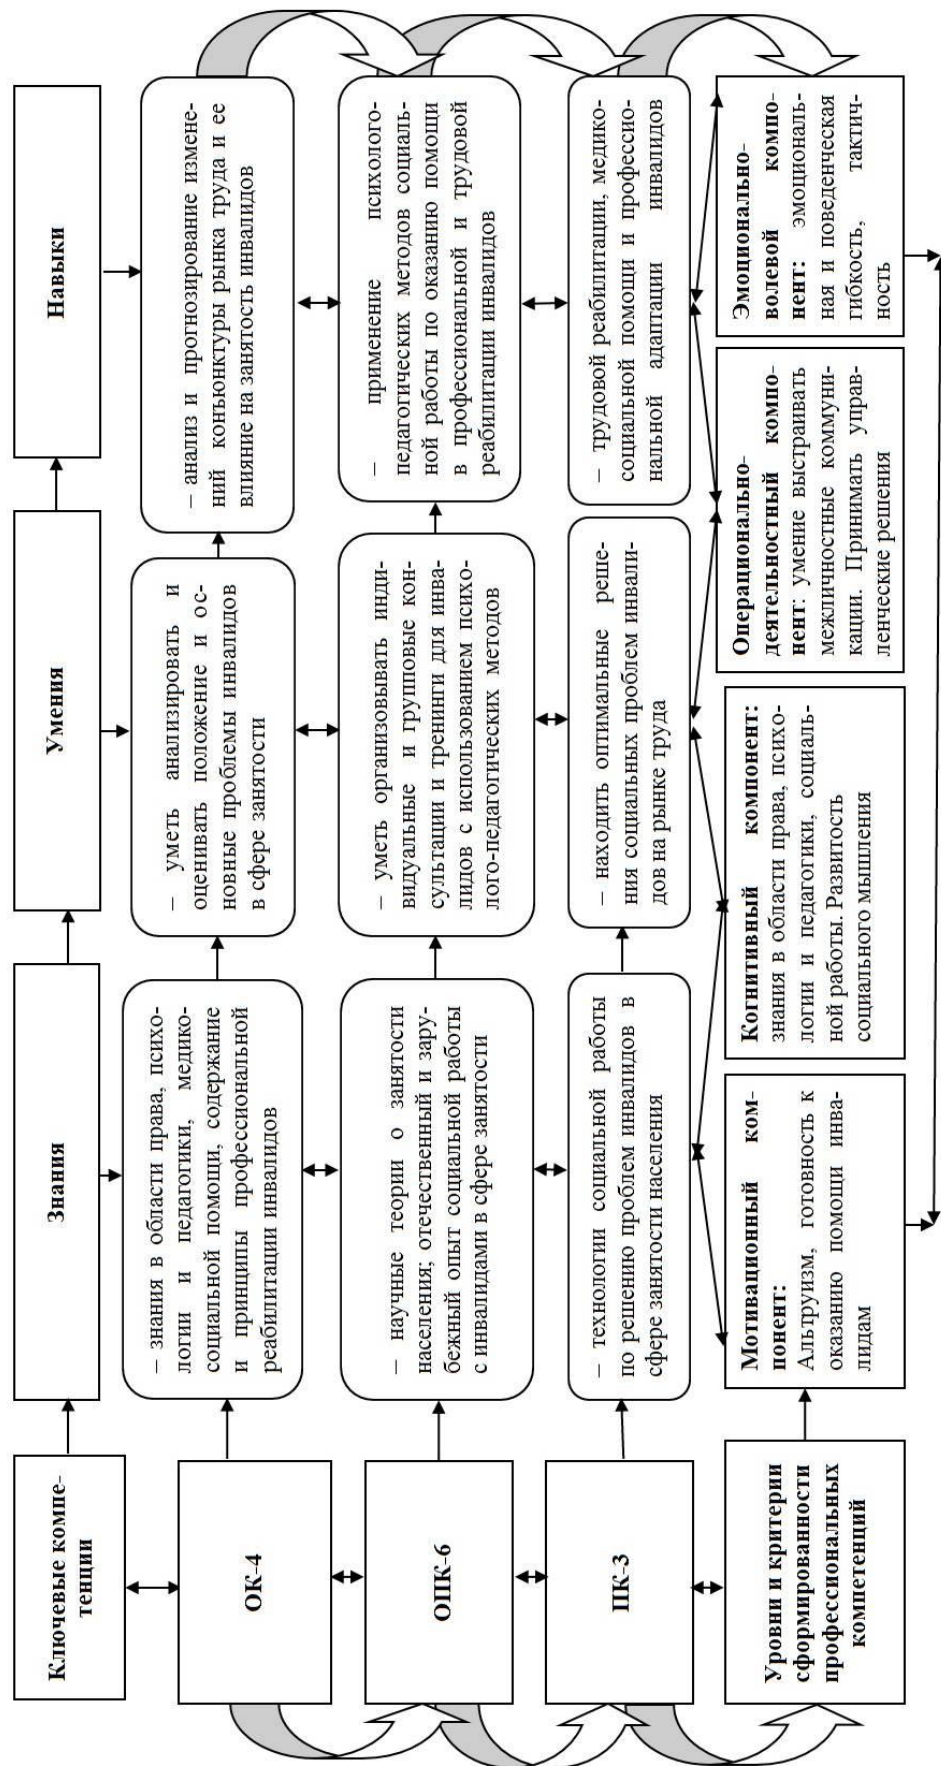 Ключевые компе-
тенции
Знания
Умения
Навыки
ОК-4
– знания в области права, психо-
логии и педагогики, медико-
социальной помощи, содержание
и принципы профессиональной
реабилитации инвалидов
– уметь анализировать и
оценивать положение и ос-
новные проблемы инвалидов
в сфере занятости
– анализ и прогнозирование измене-
ний конъюнктуры рынка труда и ее
влияние на занятость инвалидов
ОПК-6
– научные теории о занятости
населения; отечественный и зару-
бежный опыт социальной работы
с инвалидами в сфере занятости
– уметь организовывать инди-
видуальные и групповые кон-
сультации и тренинги для инва-
лидов с использованием психо-
лого-педагогических методов
– применение психолого-
педагогических методов социаль-
ной работы по оказанию помощи
в профессиональной и трудовой
реабилитации инвалидов
ПК-3
– технологии социальной работы
по решению проблем инвалидов в
сфере занятости населения
– находить оптимальные реше-
ния социальных проблем инвали-
дов на рынке труда
– трудовой реабилитации, медико-
социальной помощи и профессио-
нальной адаптации инвалидов
Уровни и критерии
сформированности
профессиональных
компетенций
Мотивационный ком-
понент:
Альтруизм, готовность к
оказанию помощи инва-
лидам
Когнитивный компонент:
знания в области права, психо-
логии и педагогики, социаль-
ной работы. Развитость
социального мышления
Операционально-
деятельностный компо-
нент: умение выстраивать
межличностные коммуни-
кации. Принимать управ-
ленческие решения
Эмоционально-
волевой компо-
нент: эмоциональ-
ная и поведенческая
гибкость, тактич-
ность